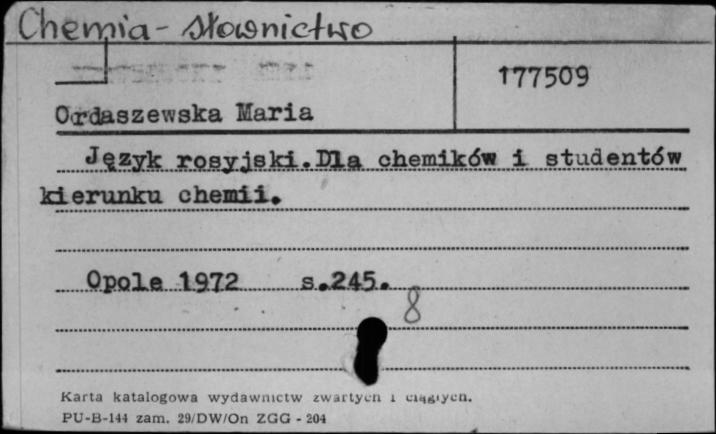 Chemia - słownictwo
177509
Ordaszewska Maria
Język rosyjski.Dla chemików i studentów
kierunku chemii.
Opole 1972 s.245.
8
Karta katalogowa wydawnictw zwartych i ciągłych.
PU-B-144 zam. 29/DW/On ZGG - 204